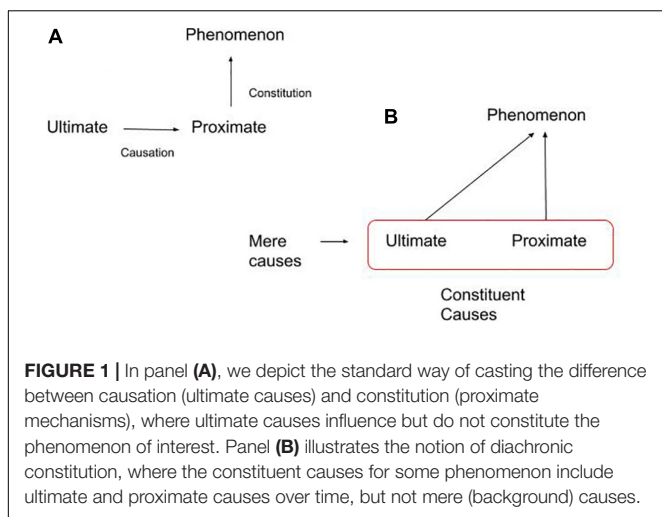 A
Phenomenon
Constitution
Ultimate
Proximate
Causation
B
Phenomenon
Mere
causes
Ultimate
Proximate
Constituent
Causes
FIGURE 1 | In panel (A), we depict the standard way of casting the difference
between causation (ultimate causes) and constitution (proximate
mechanisms), where ultimate causes influence but do not constitute the
phenomenon of interest. Panel (B) illustrates the notion of diachronic
constitution, where the constituent causes for some phenomenon include
ultimate and proximate causes over time, but not mere (background) causes.